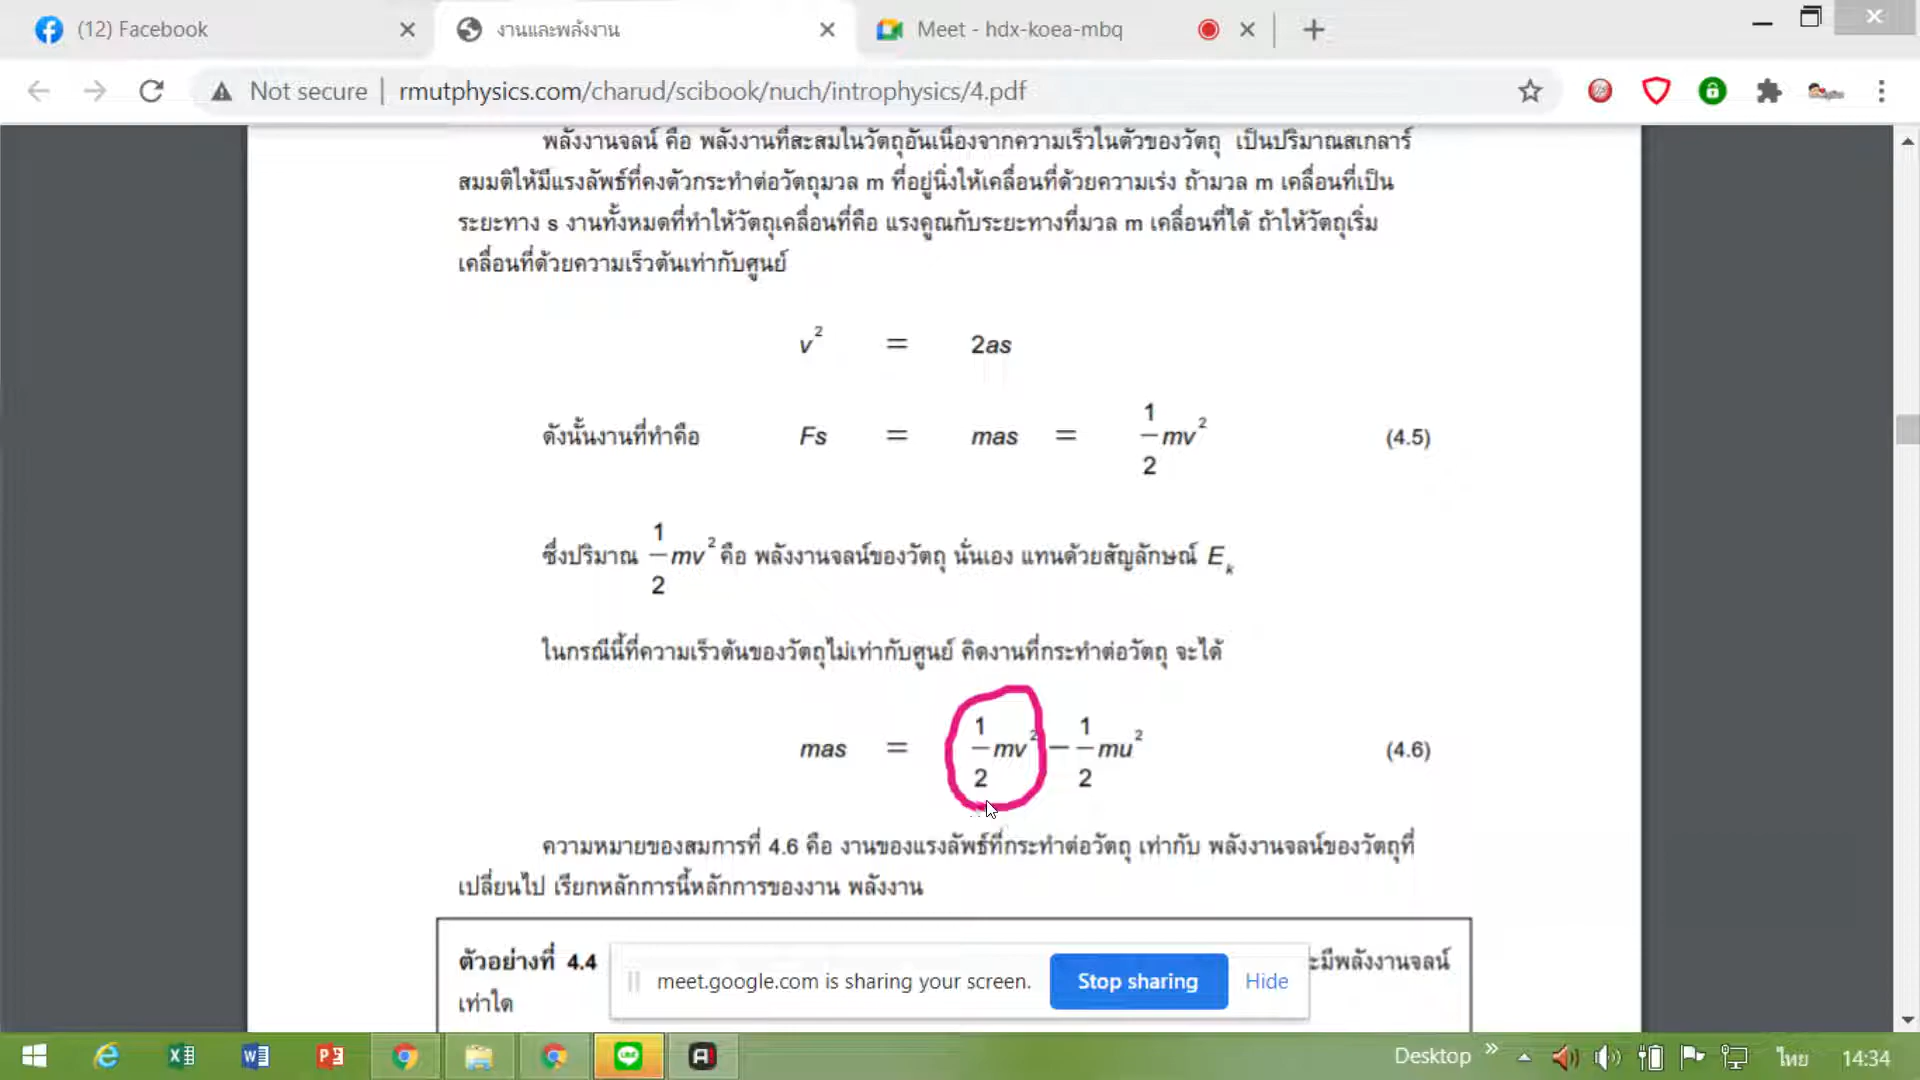 (12) Facebook
งานและพลังงาน
Meet - hdx-koea-mbq
Not secure
rmutphysics.com/charud/scibook/nuch/introphysics/4.pdf
พลังงานจลน์ คือ พลังงานที่สะสมในวัตถุอันเนื่องจากความเร็วในตัวของวัตถุ เป็นปริมาณสเกลาร์
สมมติให้มีแรงลัพธ์ที่คงตัวกระทำต่อวัตถุมวล m ที่อยู่นิ่งให้เคลื่อนที่ด้วยความเร่ง ถ้ามวล m เคลื่อนที่เป็น
ระยะทาง s งานทั้งหมดที่ทำให้วัตถุเคลื่อนที่คือ แรงคูณกับระยะทางที่มวล m เคลื่อนที่ได้ ถ้าให้วัตถุเริ่ม
เคลื่อนที่ด้วยความเร็วต้นเท่ากับศูนย์
v² = 2as
ดังนั้นงานที่ทำคือ Fs = mas = 1/2 mv² (4.5)
ซึ่งปริมาณ 1/2 mv² คือ พลังงานจลน์ของวัตถุ นั่นเอง แทนด้วยสัญลักษณ์ Eₖ
ในกรณีนี้ที่ความเร็วต้นของวัตถุไม่เท่ากับศูนย์ คิดงานที่กระทำต่อวัตถุ จะได้
mas = 1/2 mv² − 1/2 mu² (4.6)
ความหมายของสมการที่ 4.6 คือ งานของแรงลัพธ์ที่กระทำต่อวัตถุ เท่ากับ พลังงานจลน์ของวัตถุที่
เปลี่ยนไป เรียกหลักการนี้หลักการของงาน พลังงาน
ตัวอย่างที่ 4.4
ะมีพลังงานจลน์
เท่าใด
meet.google.com is sharing your screen.
Stop sharing
Hide
Desktop
ไทย
14:34